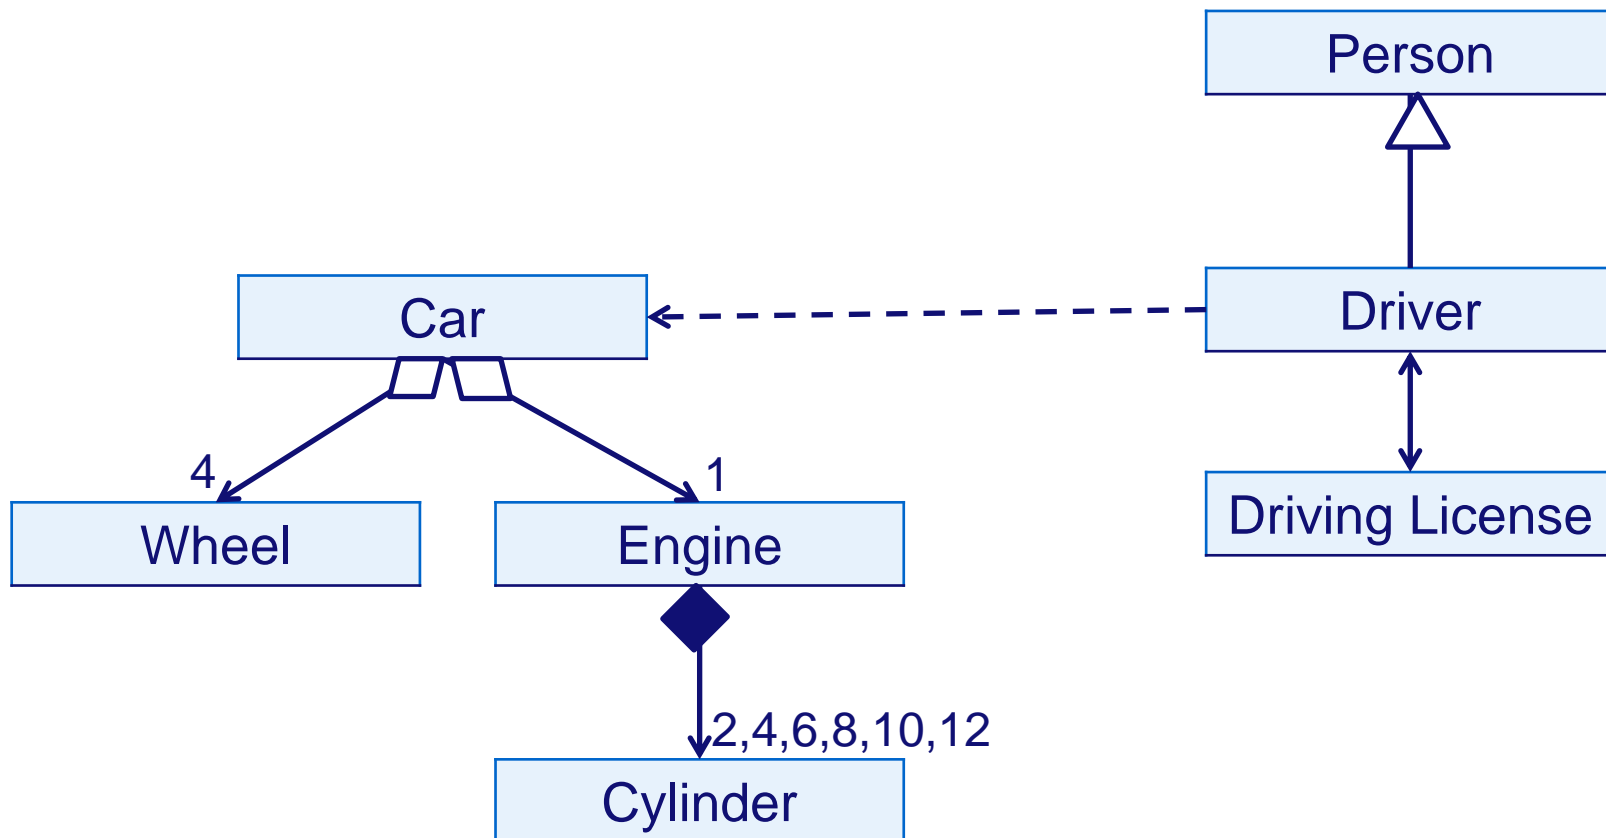 Person
Car
Driver
4
1
Wheel
Engine
Driving License
2,4,6,8,10,12
Cylinder